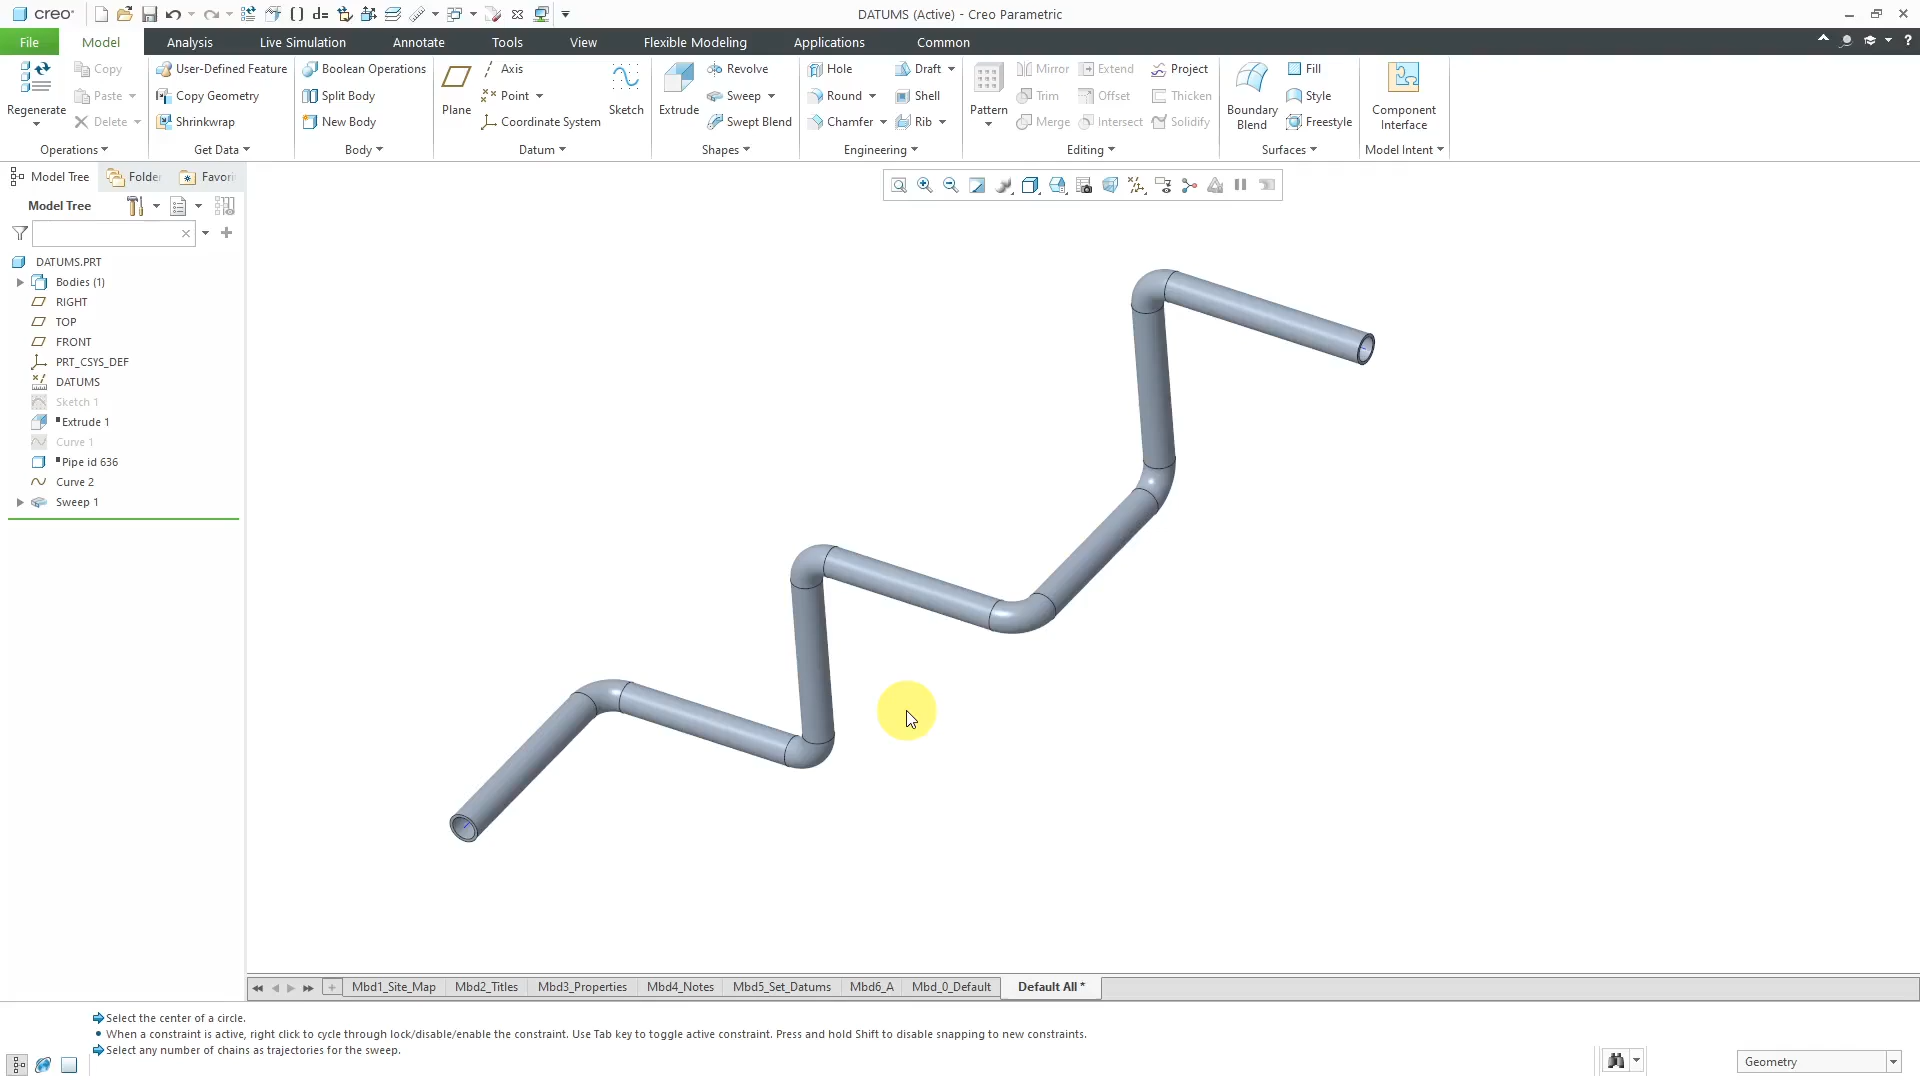 creo
DATUMS (Active) - Creo Parametric
File Model Analysis Live Simulation Annotate Tools View Flexible Modeling Applications Common
Regenerate
Copy
Paste
Delete
Operations
User-Defined Feature
Copy Geometry
Shrinkwrap
Get Data
Boolean Operations
Split Body
New Body
Body
Plane
Axis
Point
Coordinate System
Sketch
Datum
Extrude
Revolve
Sweep
Swept Blend
Shapes
Hole
Round
Chamfer
Draft
Shell
Rib
Engineering
Pattern
Mirror
Trim
Merge
Extend
Offset
Intersect
Project
Thicken
Solidify
Editing
Boundary
Blend
Fill
Style
Freestyle
Surfaces
Component
Interface
Model Intent
Model Tree Folder Favori
Model Tree
DATUMS.PRT
Bodies (1)
RIGHT
TOP
FRONT
PRT_CSYS_DEF
DATUMS
Sketch 1
Extrude 1
Curve 1
Pipe id 636
Curve 2
Sweep 1
Mbd1_Site_Map Mbd2_Titles Mbd3_Properties Mbd4_Notes Mbd5_Set_Datums Mbd6_A Mbd_0_Default Default All *
Select the center of a circle.
• When a constraint is active, right click to cycle through lock/disable/enable the constraint. Use Tab key to toggle active constraint. Press and hold Shift to disable snapping to new constraints.
Select any number of chains as trajectories for the sweep.
Geometry